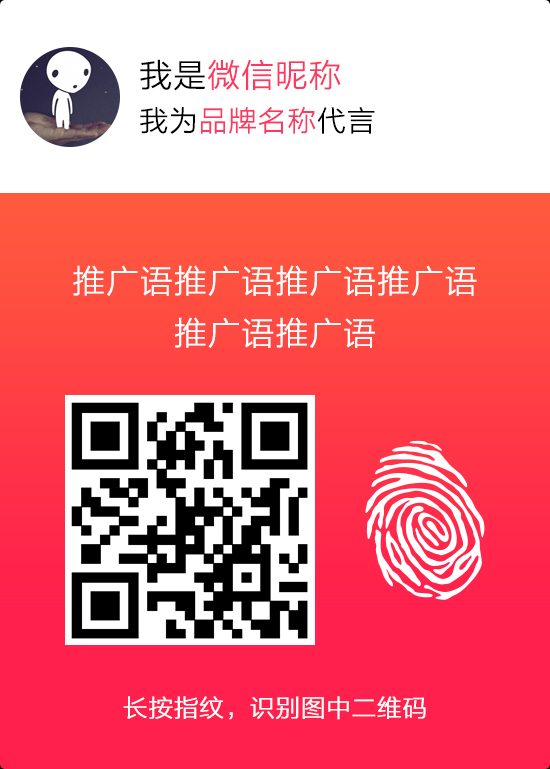 我是微信昵称
我为品牌名称代言
推广语推广语推广语推广语
推广语推广语
长按指纹，识别图中二维码